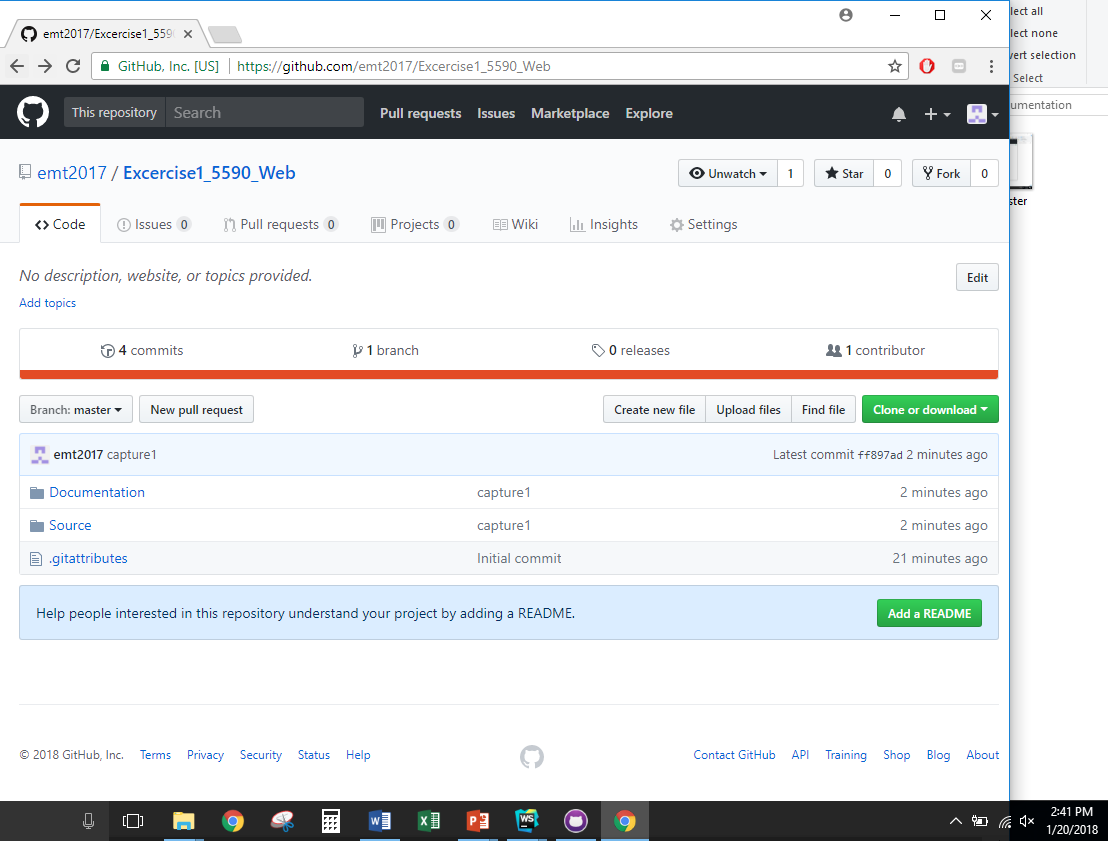 emt2017/Excercise1_559
GitHub, Inc. [US] https://github.com/emt2017/Excercise1_5590_Web
This repository Search Pull requests Issues Marketplace Explore
emt2017 / Excercise1_5590_Web Unwatch 1 Star 0 Fork 0
Code Issues 0 Pull requests 0 Projects 0 Wiki Insights Settings
No description, website, or topics provided. Edit
Add topics
4 commits 1 branch 0 releases 1 contributor
Branch: master New pull request Create new file Upload files Find file Clone or download
emt2017 capture1 Latest commit ff897ad 2 minutes ago
Documentation capture1 2 minutes ago
Source capture1 2 minutes ago
.gitattributes Initial commit 21 minutes ago
Help people interested in this repository understand your project by adding a README. Add a README
© 2018 GitHub, Inc. Terms Privacy Security Status Help Contact GitHub API Training Shop Blog About
lect all
lect none
vert selection
Select
umentation
ster
WS
2:41 PM
1/20/2018